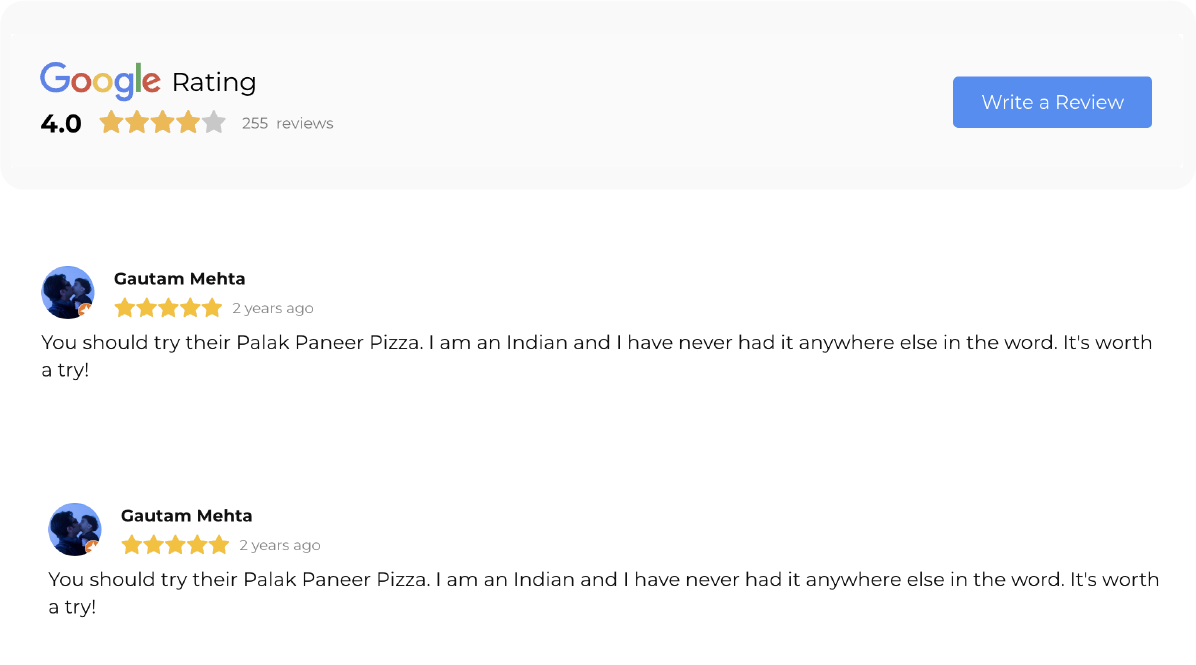 Google Rating
4.0 255 reviews
Write a Review
Gautam Mehta
2 years ago
You should try their Palak Paneer Pizza. I am an Indian and I have never had it anywhere else in the word. It's worth
a try!
Gautam Mehta
2 years ago
You should try their Palak Paneer Pizza. I am an Indian and I have never had it anywhere else in the word. It's worth
a try!